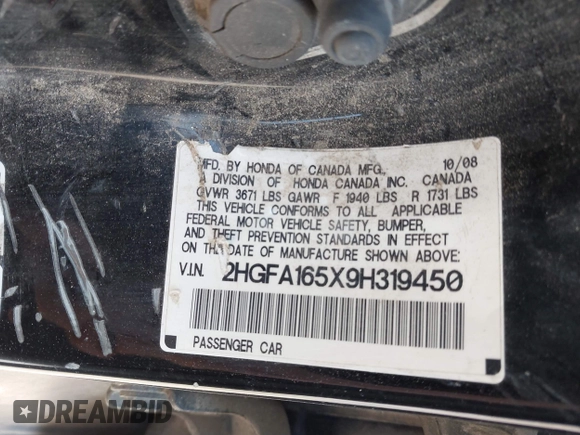 MFD. BY HONDA OF CANADA MFG. 10/08
A DIVISION OF HONDA CANADA INC. CANADA
GVWR 3671 LBS GAWR F 1940 LBS R 1731 LBS
THIS VEHICLE CONFORMS TO ALL APPLICABLE
FEDERAL MOTOR VEHICLE SAFETY, BUMPER,
AND THEFT PREVENTION STANDARDS IN EFFECT
ON TH DATE OF MANUFACTURE SHOWN ABOVE:
V.I.N. 2HGFA165X9H319450
PASSENGER CAR
DREAMBID